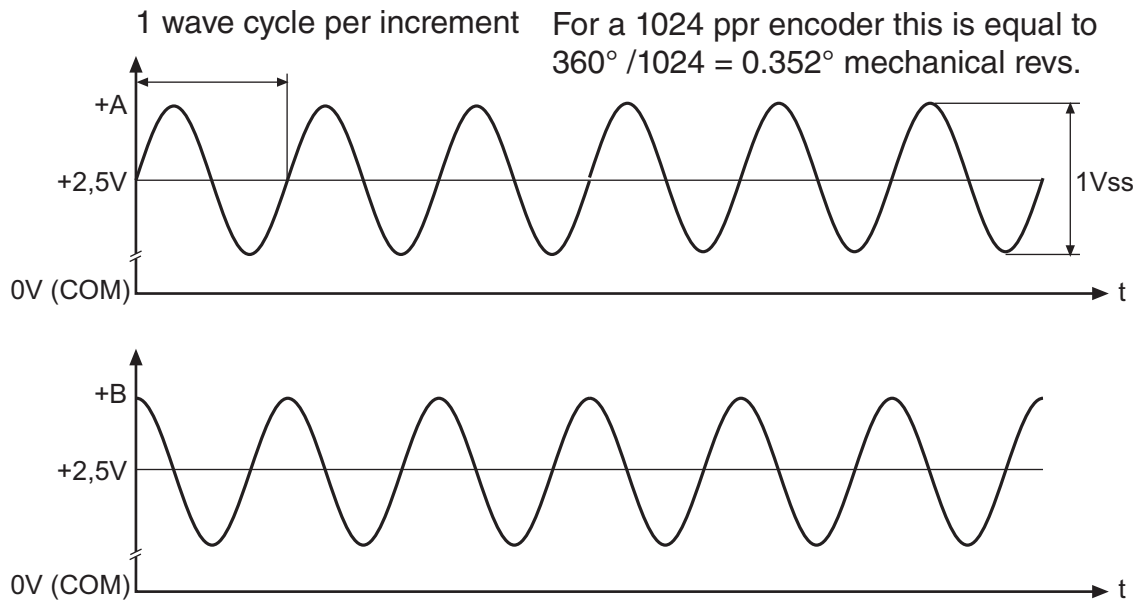 1 wave cycle per increment
For a 1024 ppr encoder this is equal to
360° /1024 = 0.352° mechanical revs.
+A
+2,5V
1Vss
0V (COM)
t
+B
+2,5V
0V (COM)
t